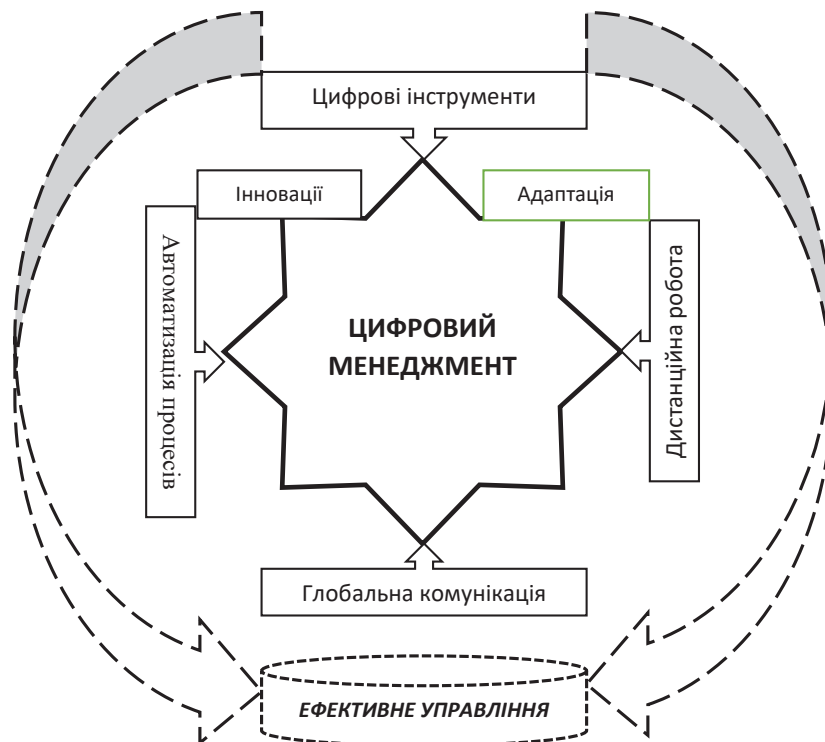 Цифрові інструменти
Інновації
Адаптація
Автоматизація процесів
ЦИФРОВИЙ
МЕНЕДЖМЕНТ
Дистанційна робота
Глобальна комунікація
ЕФЕКТИВНЕ УПРАВЛІННЯ